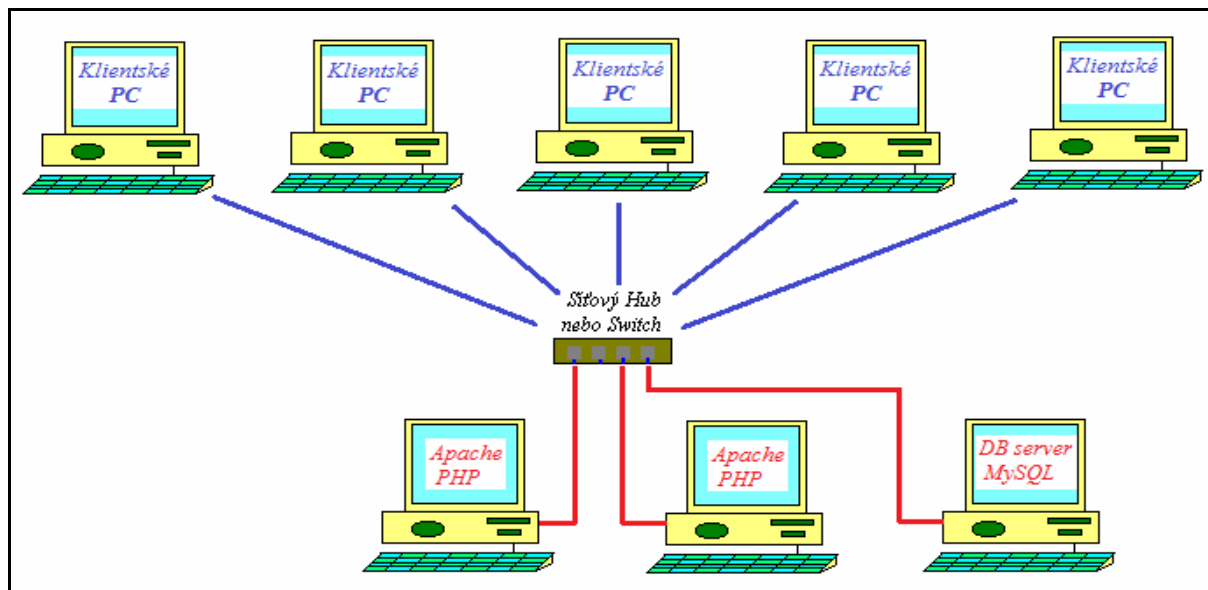 Klientské
PC
Klientské
PC
Klientské
PC
Klientské
PC
Klientské
PC
Síťový Hub
nebo Switch
Apache
PHP
Apache
PHP
DB server
MySQL